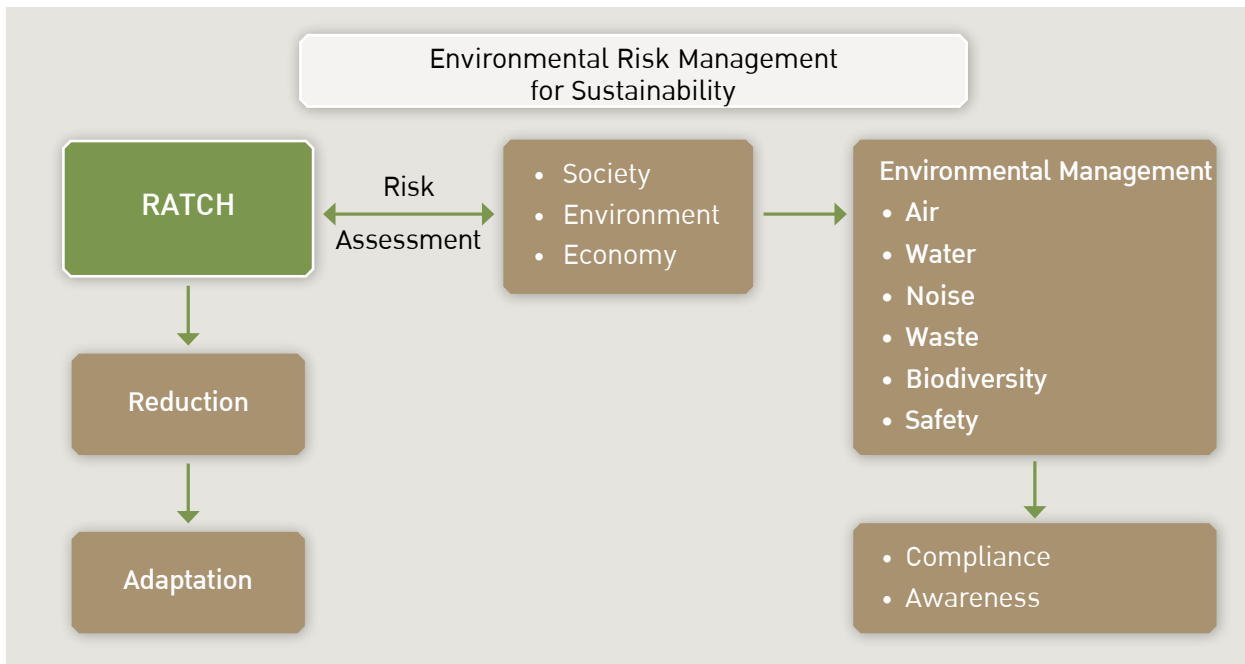 Environmental Risk Management
for Sustainability
RATCH
Risk
Assessment
• Society
• Environment
• Economy
Environmental Management
• Air
• Water
• Noise
• Waste
• Biodiversity
• Safety
Reduction
Adaptation
• Compliance
• Awareness